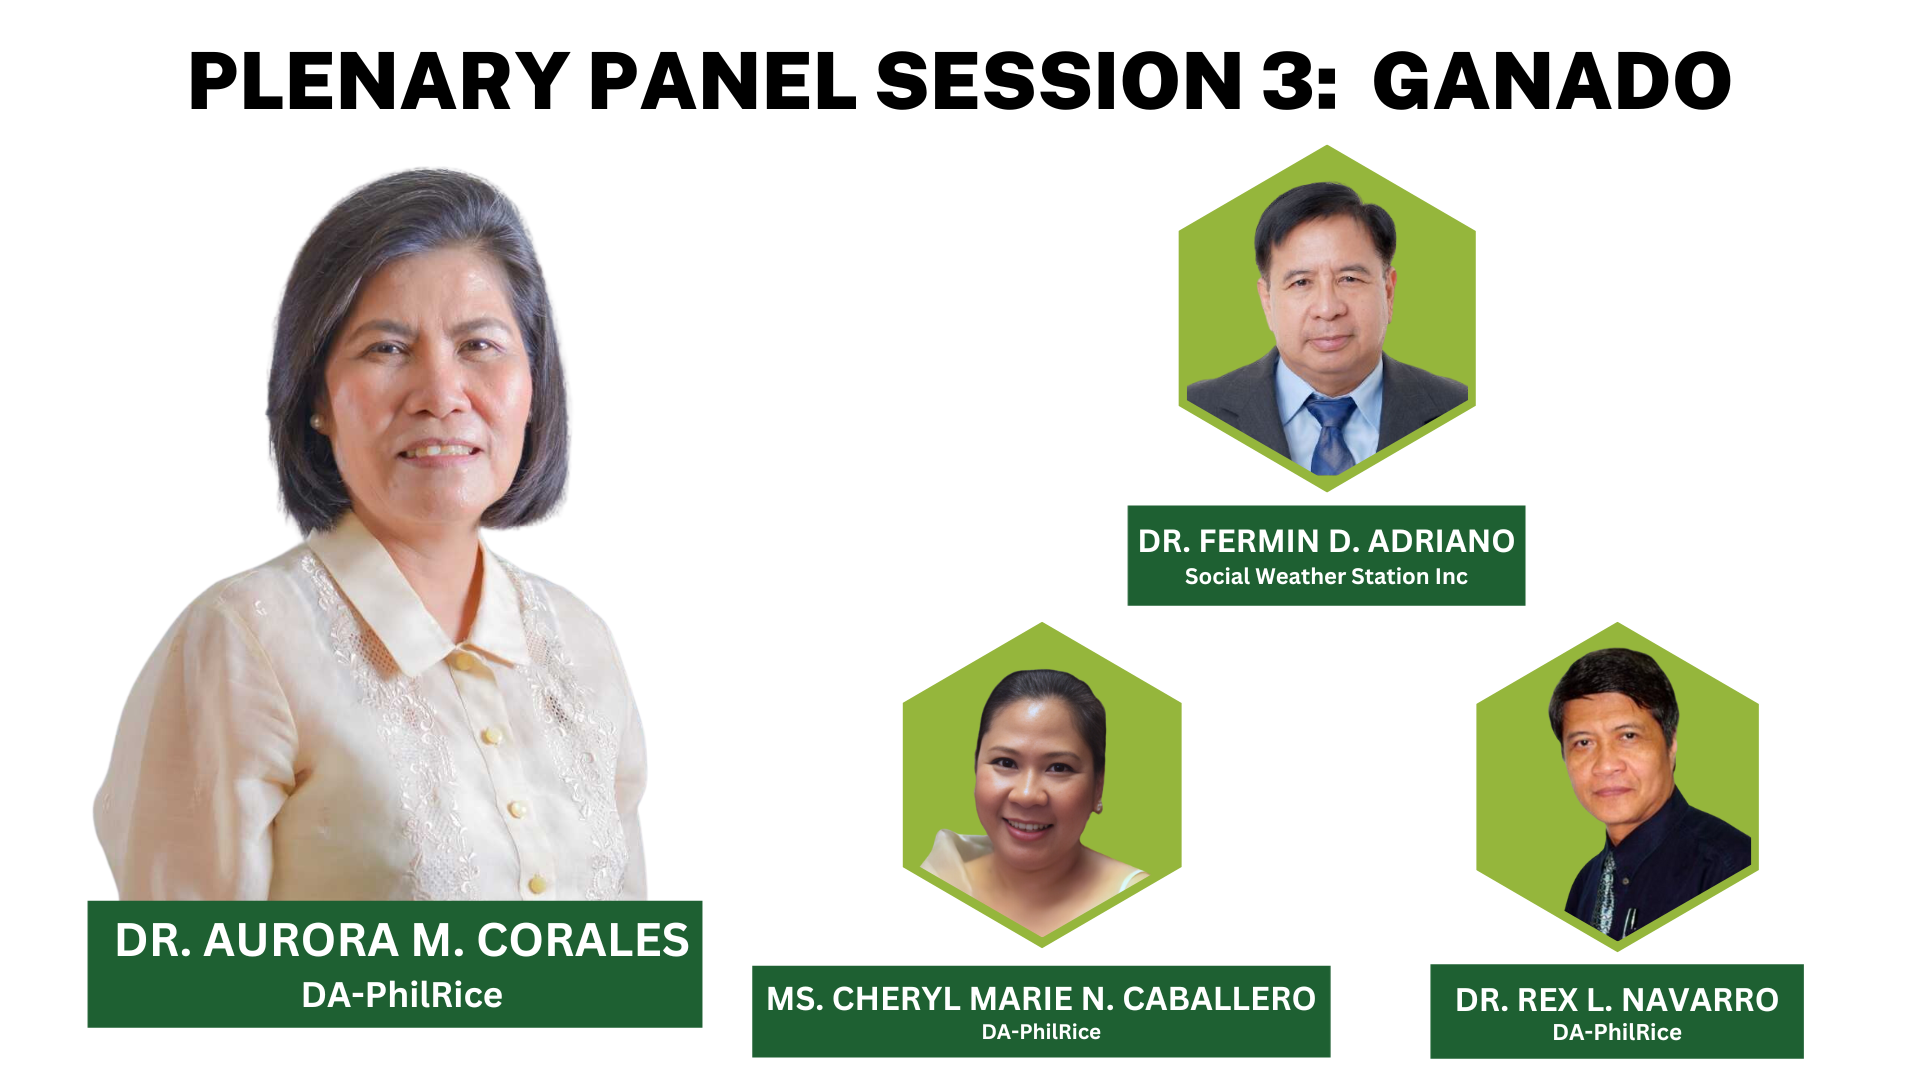 PLENARY PANEL SESSION 3: GANADO
DR. AURORA M. CORALES
DA-PhilRice
DR. FERMIN D. ADRIANO
Social Weather Station Inc
MS. CHERYL MARIE N. CABALLERO
DA-PhilRice
DR. REX L. NAVARRO
DA-PhilRice